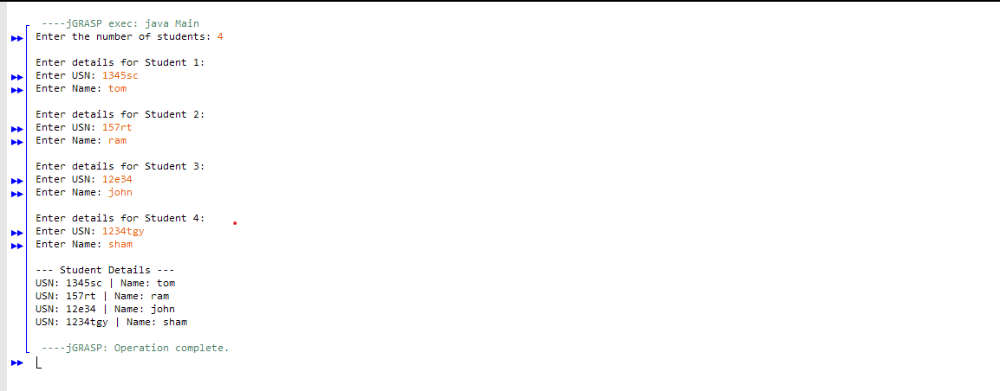 ----jGRASP exec: java Main
Enter the number of students: 4
Enter details for Student 1:
Enter USN: 1345sc
Enter Name: tom
Enter details for Student 2:
Enter USN: 157rt
Enter Name: ram
Enter details for Student 3:
Enter USN: 12e34
Enter Name: john
Enter details for Student 4:
Enter USN: 1234tgy
Enter Name: sham
--- Student Details ---
USN: 1345sc | Name: tom
USN: 157rt | Name: ram
USN: 12e34 | Name: john
USN: 1234tgy | Name: sham
----jGRASP: Operation complete.